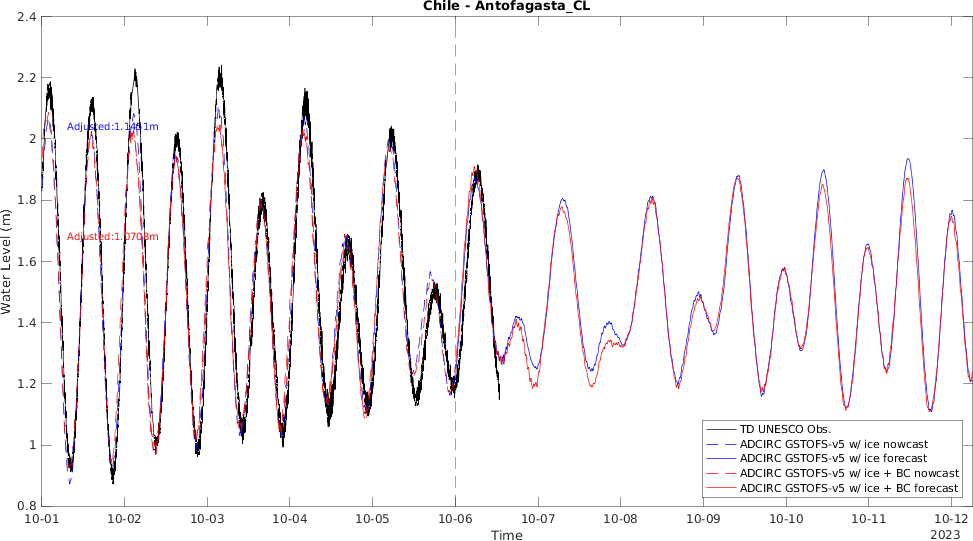 Chile - Antofagasta_CL
2.4
2.2
2
1.8
1.6
1.4
1.2
1
0.8
Water Level (m)
Adjusted:1.1491m
Adjusted:1.0703m
TD UNESCO Obs.
ADCIRC GSTOFS-v5 w/ ice nowcast
ADCIRC GSTOFS-v5 w/ ice forecast
ADCIRC GSTOFS-v5 w/ ice + BC nowcast
ADCIRC GSTOFS-v5 w/ ice + BC forecast
10-01 10-02 10-03 10-04 10-05 10-06 10-07 10-08 10-09 10-10 10-11 10-12
Time
2023